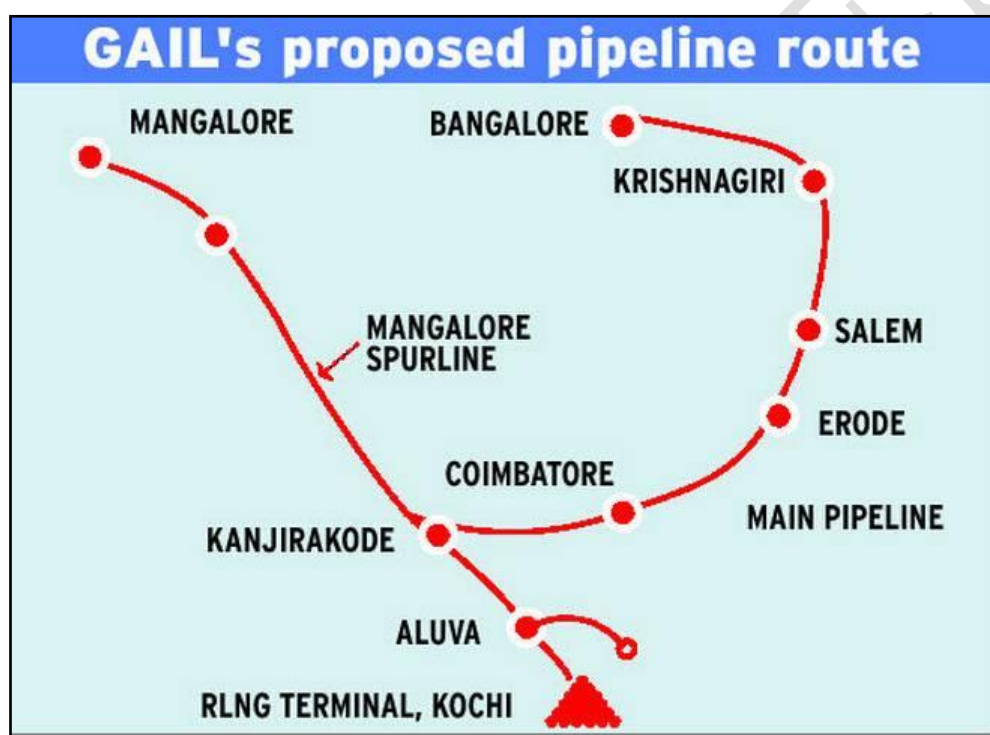 GAIL's proposed pipeline route
MANGALORE
BANGALORE
KRISHNAGIRI
MANGALORE
SPURLINE
SALEM
ERODE
COIMBATORE
MAIN PIPELINE
KANJIRAKODE
ALUVA
RLNG TERMINAL, KOCHI